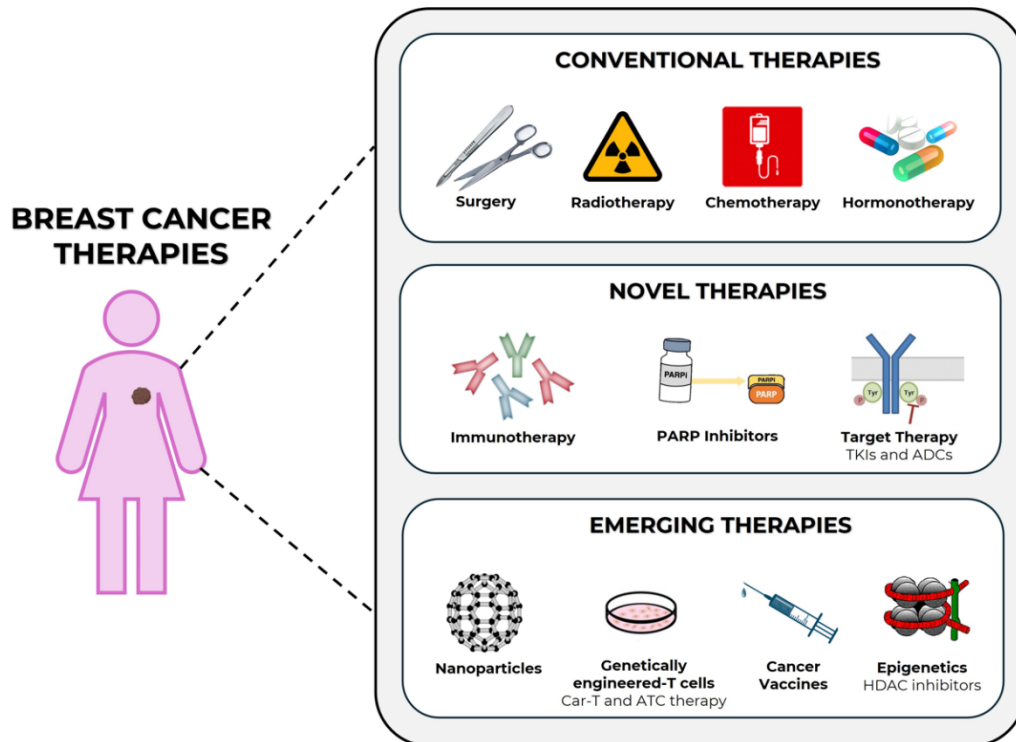 BREAST CANCER
THERAPIES
CONVENTIONAL THERAPIES
Surgery
Radiotherapy
Chemotherapy
Hormonotherapy
NOVEL THERAPIES
PARPi
PARPi
PARP
Tyr
Tyr
P
P
Immunotherapy
PARP Inhibitors
Target Therapy
TKIs and ADCs
EMERGING THERAPIES
Nanoparticles
Genetically
engineered-T cells
Car-T and ATC therapy
Cancer
Vaccines
Epigenetics
HDAC inhibitors